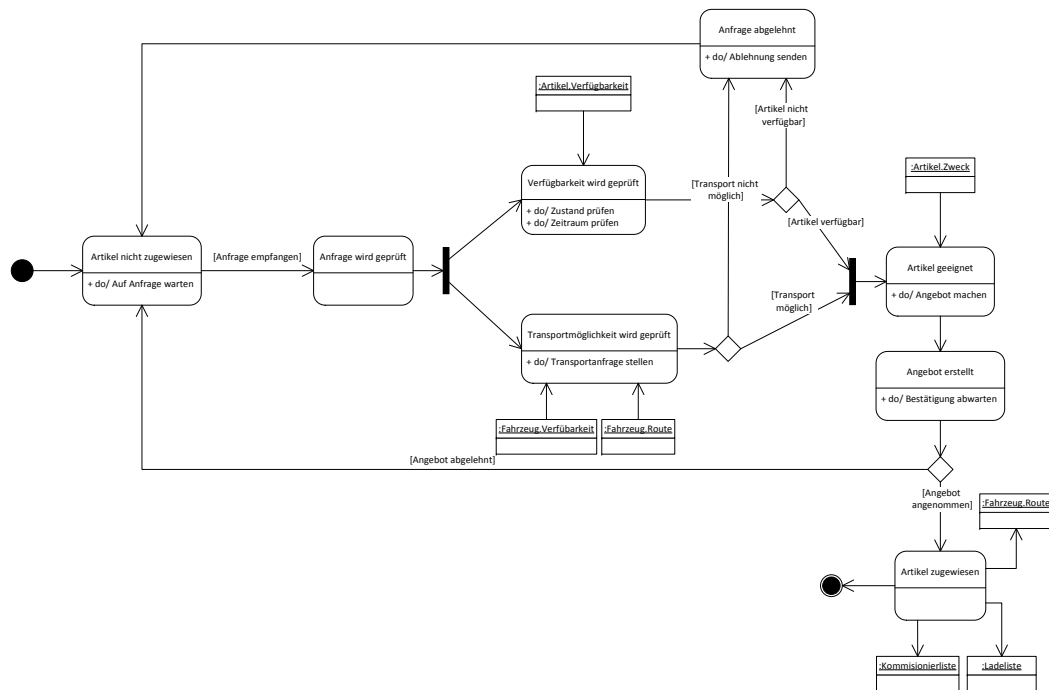 Anfrage abgelehnt
+ do/ Ablehnung senden
:Artikel.Verfügbarkeit
[Artikel nicht
verfügbar]
:Artikel.Zweck
Verfügbarkeit wird geprüft
+ do/ Zustand prüfen
+ do/ Zeitraum prüfen
[Transport nicht
möglich]
[Artikel verfügbar]
Artikel nicht zugewiesen
+ do/ Auf Anfrage warten
[Anfrage empfangen]
Anfrage wird geprüft
Artikel geeignet
+ do/ Angebot machen
[Transport
möglich]
Transportmöglichkeit wird geprüft
+ do/ Transportanfrage stellen
Angebot erstellt
+ do/ Bestätigung abwarten
:Fahrzeug.Verfübarkeit
:Fahrzeug.Route
[Angebot abgelehnt]
[Angebot
angenommen]
:Fahrzeug.Route
Artikel zugewiesen
:Kommisionierliste
:Ladeliste